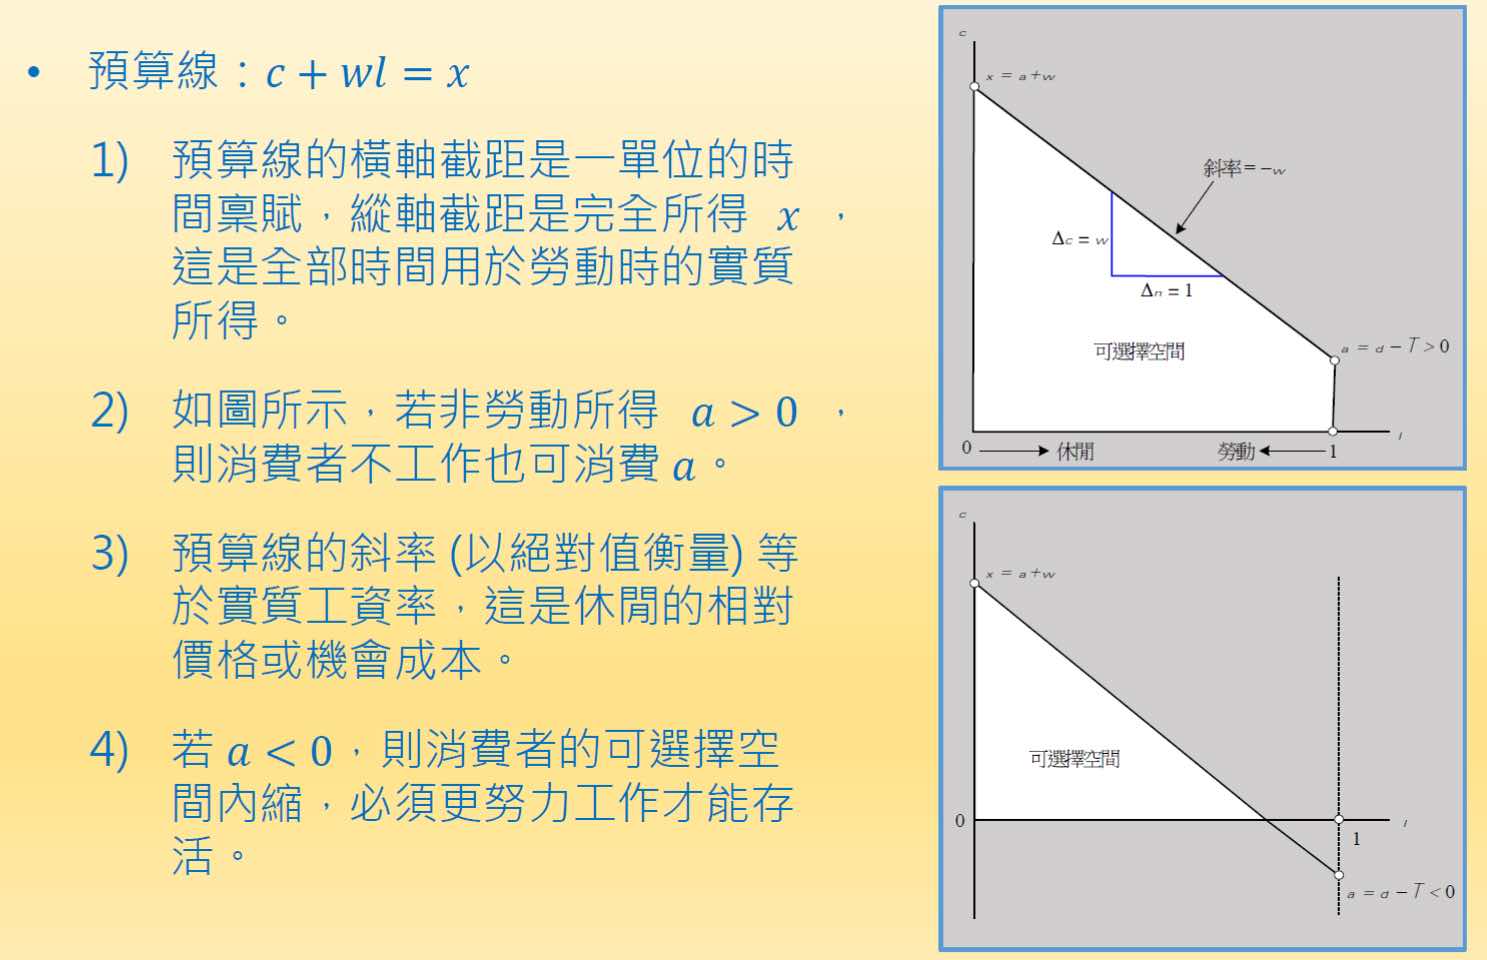 • 預算線：c + wl = x
1) 預算線的橫軸截距是一單位的時
間稟賦，縱軸截距是完全所得 x ，
這是全部時間用於勞動時的實質
所得。
2) 如圖所示，若非勞動所得 a > 0 ，
則消費者不工作也可消費 a。
3) 預算線的斜率 (以絕對值衡量) 等
於實質工資率，這是休閒的相對
價格或機會成本。
4) 若 a < 0，則消費者的可選擇空
間內縮，必須更努力工作才能存
活。
c
x = a+w
斜率 = −w
Δc = w
Δn = 1
可選擇空間
a = d − T > 0
l
0 休閒 勞動 1
c
x = a+w
可選擇空間
0
l
1
a = d − T < 0